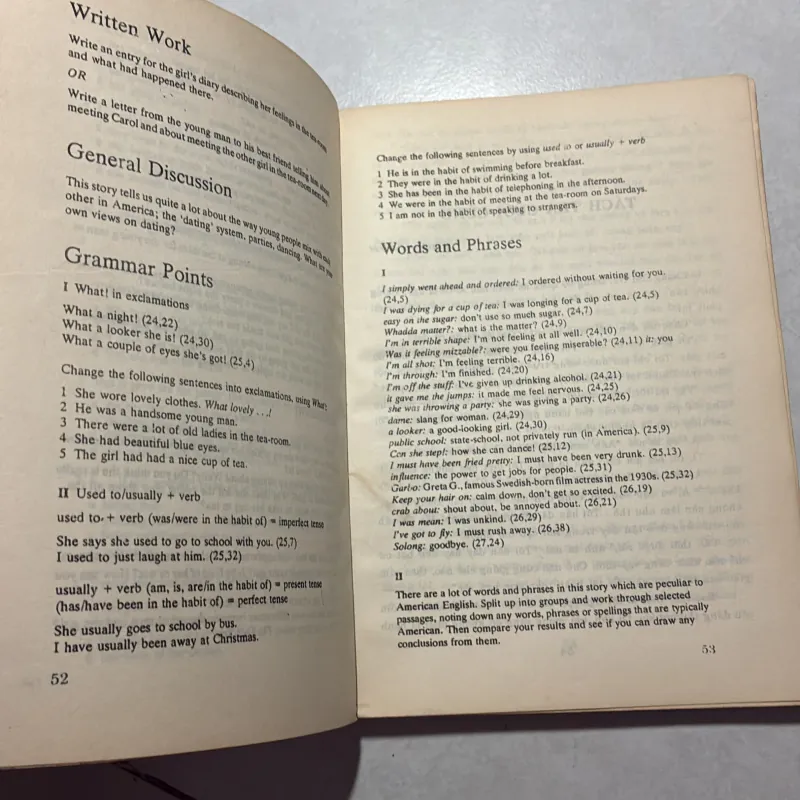 Written Work
Write an entry for the girl's diary describing her feelings in the tea-room
and what had happened there.
OR
Write a letter from the young man to his best friend telling him about
meeting Carol and about meeting the other girl in the tea-room next day
General Discussion
This story tells us quite a lot about the way young people mix with each
other in America; the 'dating' system, parties, dancing. What are your
own views on dating?
Grammar Points
I What! in exclamations
What a night! (24,22)
What a looker she is! (24,30)
What a couple of eyes she's got! (25,4)
Change the following sentences into exclamations, using What!:
1 She wore lovely clothes. What lovely . . .!
2 He was a handsome young man.
3 There were a lot of old ladies in the tea-room.
4 She had beautiful blue eyes.
5 The girl had had a nice cup of tea.
II Used to/usually + verb
used to + verb (was/were in the habit of) = imperfect tense
She says she used to go to school with you. (25,7)
I used to just laugh at him. (25,32)
usually + verb (am, is, are/in the habit of) = present tense
(has/have been in the habit of) = perfect tense
She usually goes to school by bus.
I have usually been away at Christmas.
52
Change the following sentences by using used to or usually + verb
1 He is in the habit of swimming before breakfast.
2 They were in the habit of drinking a lot.
3 She has been in the habit of telephoning in the afternoon.
4 We were in the habit of meeting at the tea-room on Saturdays.
5 I am not in the habit of speaking to strangers.
Words and Phrases
I
I simply went ahead and ordered: I ordered without waiting for you.
(24,5)
I was dying for a cup of tea: I was longing for a cup of tea. (24,5)
easy on the sugar: don't use so much sugar. (24,7)
Whadda matter?: what is the matter? (24,9)
I'm in terrible shape: I'm not feeling at all well. (24,10)
Was it feeling mizzable?: were you feeling miserable? (24,11) it: you
I'm all shot: I'm feeling terrible. (24,16)
I'm through: I'm finished. (24,20)
I'm off the stuff: I've given up drinking alcohol. (24,21)
it gave me the jumps: it made me feel nervous. (24,25)
she was throwing a party: she was giving a party. (24,26)
dame: slang for woman. (24,29)
a looker: a good-looking girl. (24,30)
public school: state-school, not privately run (in America). (25,9)
Can she step!: how she can dance! (25,12)
I must have been fried pretty: I must have been very drunk. (25,13)
influence: the power to get jobs for people. (25,31)
Garbo: Greta G., famous Swedish-born film actress in the 1930s. (25,32)
Keep your hair on: calm down, don't get so excited. (26,19)
crab about: shout about, be annoyed about. (26,21)
I was mean: I was unkind. (26,29)
I've got to fly: I must rush away. (26,38)
Solong: goodbye. (27,24)
II
There are a lot of words and phrases in this story which are peculiar to
American English. Split up into groups and work through selected
passages, noting down any words, phrases or spellings that are typically
American. Then compare your results and see if you can draw any
conclusions from them.
53